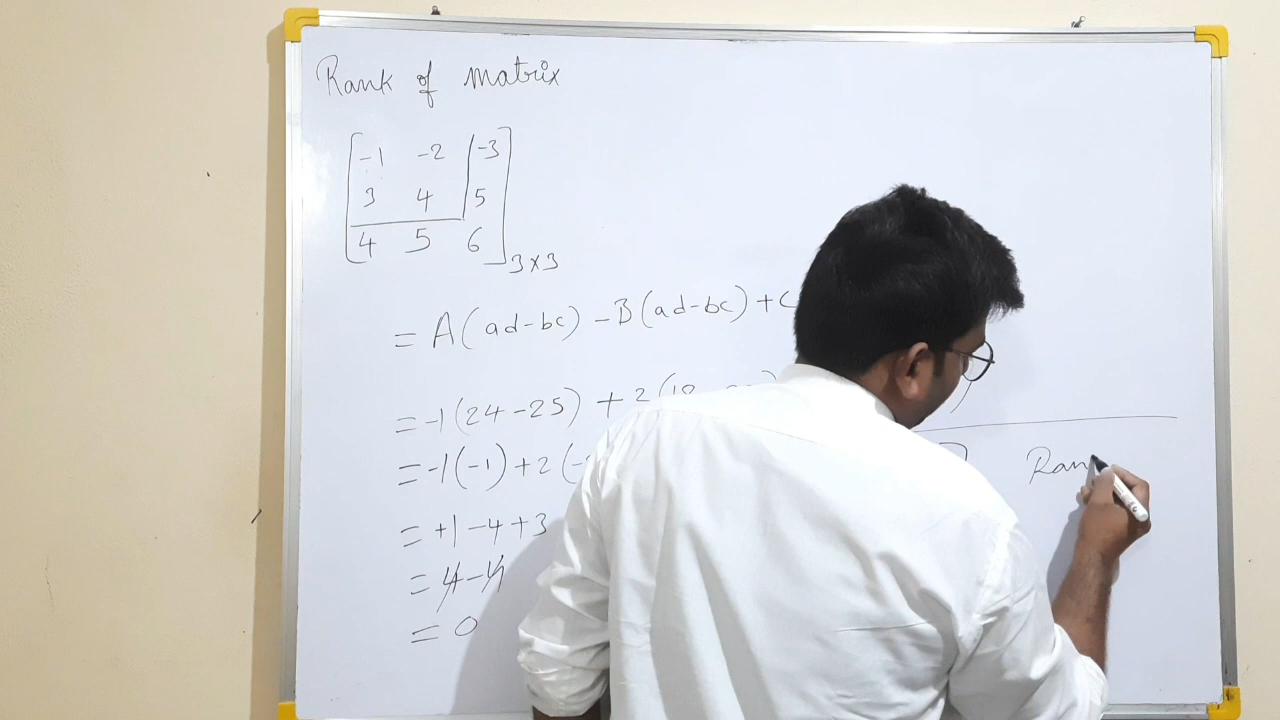 Rank of matrix
-1 -2 -3
3 4 5
4 5 6
3×3
= A(ad-bc) -B(ad-bc) +C
= -1(24-25) + 2(18
= -1(-1)+2(-
= +1-4+3
= 4-4
= 0
Ran